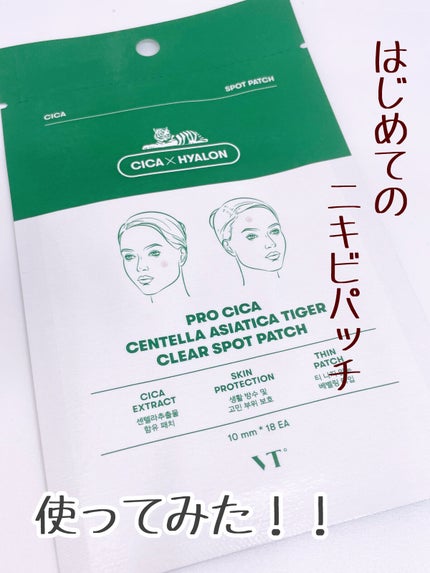 はじめての
ニキビパッチ
CICA
SPOT PATCH
CICA×HYALON
PRO CICA
CENTELLA ASIATICA TIGER
CLEAR SPOT PATCH
CICA
EXTRACT
센텔라추출물
함유 패치
SKIN
PROTECTION
생활 방수 및
고민 부위 보호
THIN
PATCH
10 mm * 18 EA
VT
使ってみた！！